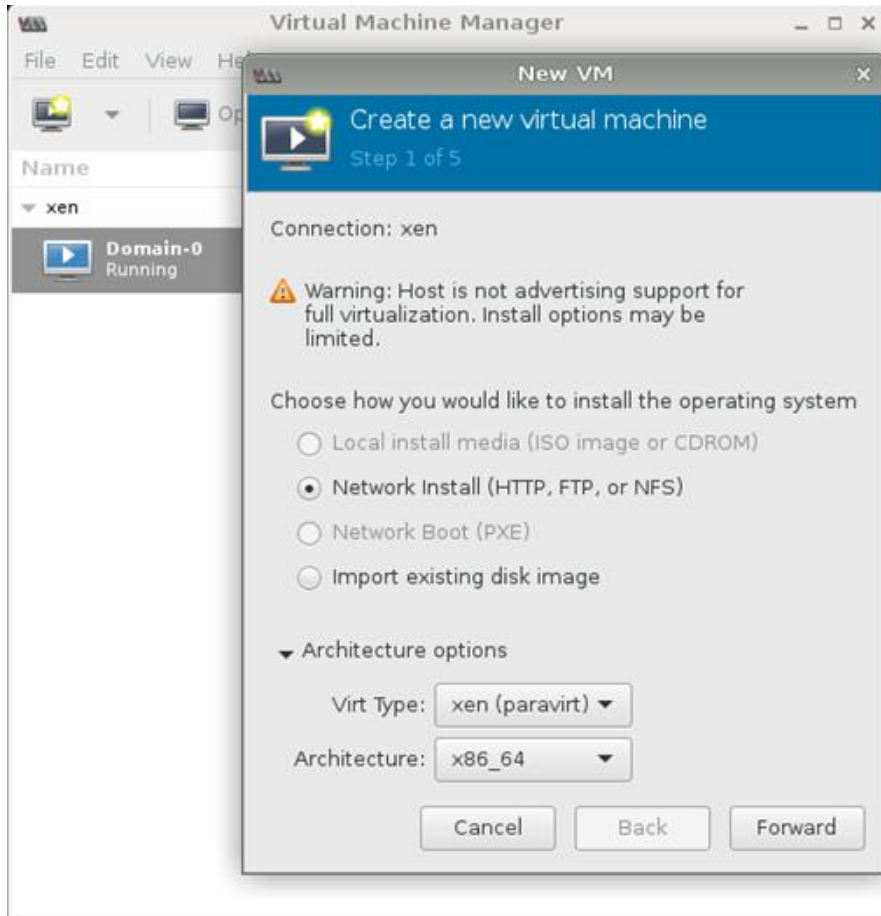 Virtual Machine Manager
File Edit View
New VM
Create a new virtual machine
Step 1 of 5
Name
xen
Domain-0
Running
Connection: xen
Warning: Host is not advertising support for
full virtualization. Install options may be
limited.
Choose how you would like to install the operating system
Local install media (ISO image or CDROM)
Network Install (HTTP, FTP, or NFS)
Network Boot (PXE)
Import existing disk image
Architecture options
Virt Type: xen (paravirt)
Architecture: x86_64
Cancel Back Forward